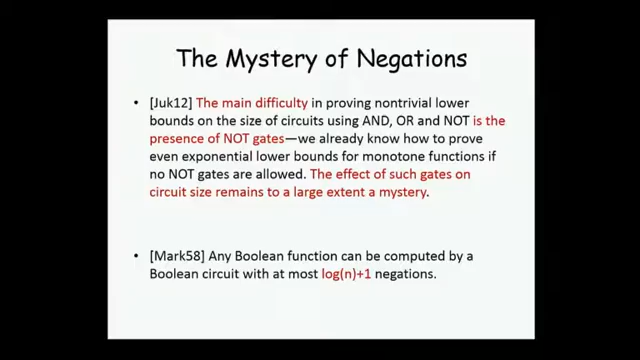 The Mystery of Negations
• [Juk12] The main difficulty in proving nontrivial lower
bounds on the size of circuits using AND, OR and NOT is the
presence of NOT gates—we already know how to prove
even exponential lower bounds for monotone functions if
no NOT gates are allowed. The effect of such gates on
circuit size remains to a large extent a mystery.
• [Mark58] Any Boolean function can be computed by a
Boolean circuit with at most log(n)+1 negations.